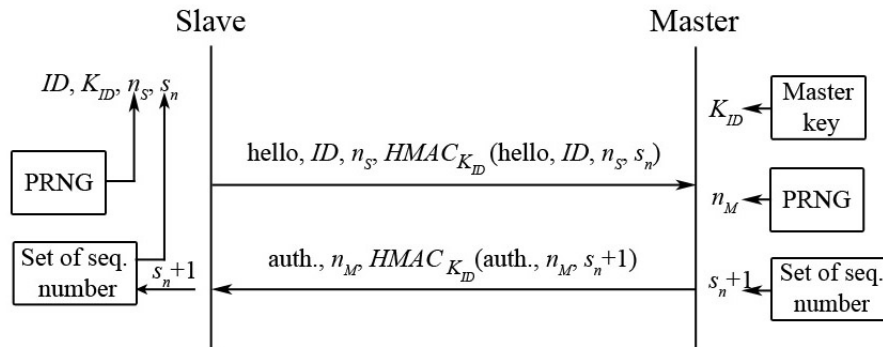 Slave
Master
ID, K_ID, n_S, s_n
PRNG
Set of seq.
number
s_n+1
hello, ID, n_S, HMAC_K_ID (hello, ID, n_S, s_n)
auth., n_M, HMAC_K_ID (auth., n_M, s_n+1)
K_ID
Master
key
n_M
PRNG
s_n+1
Set of seq.
number